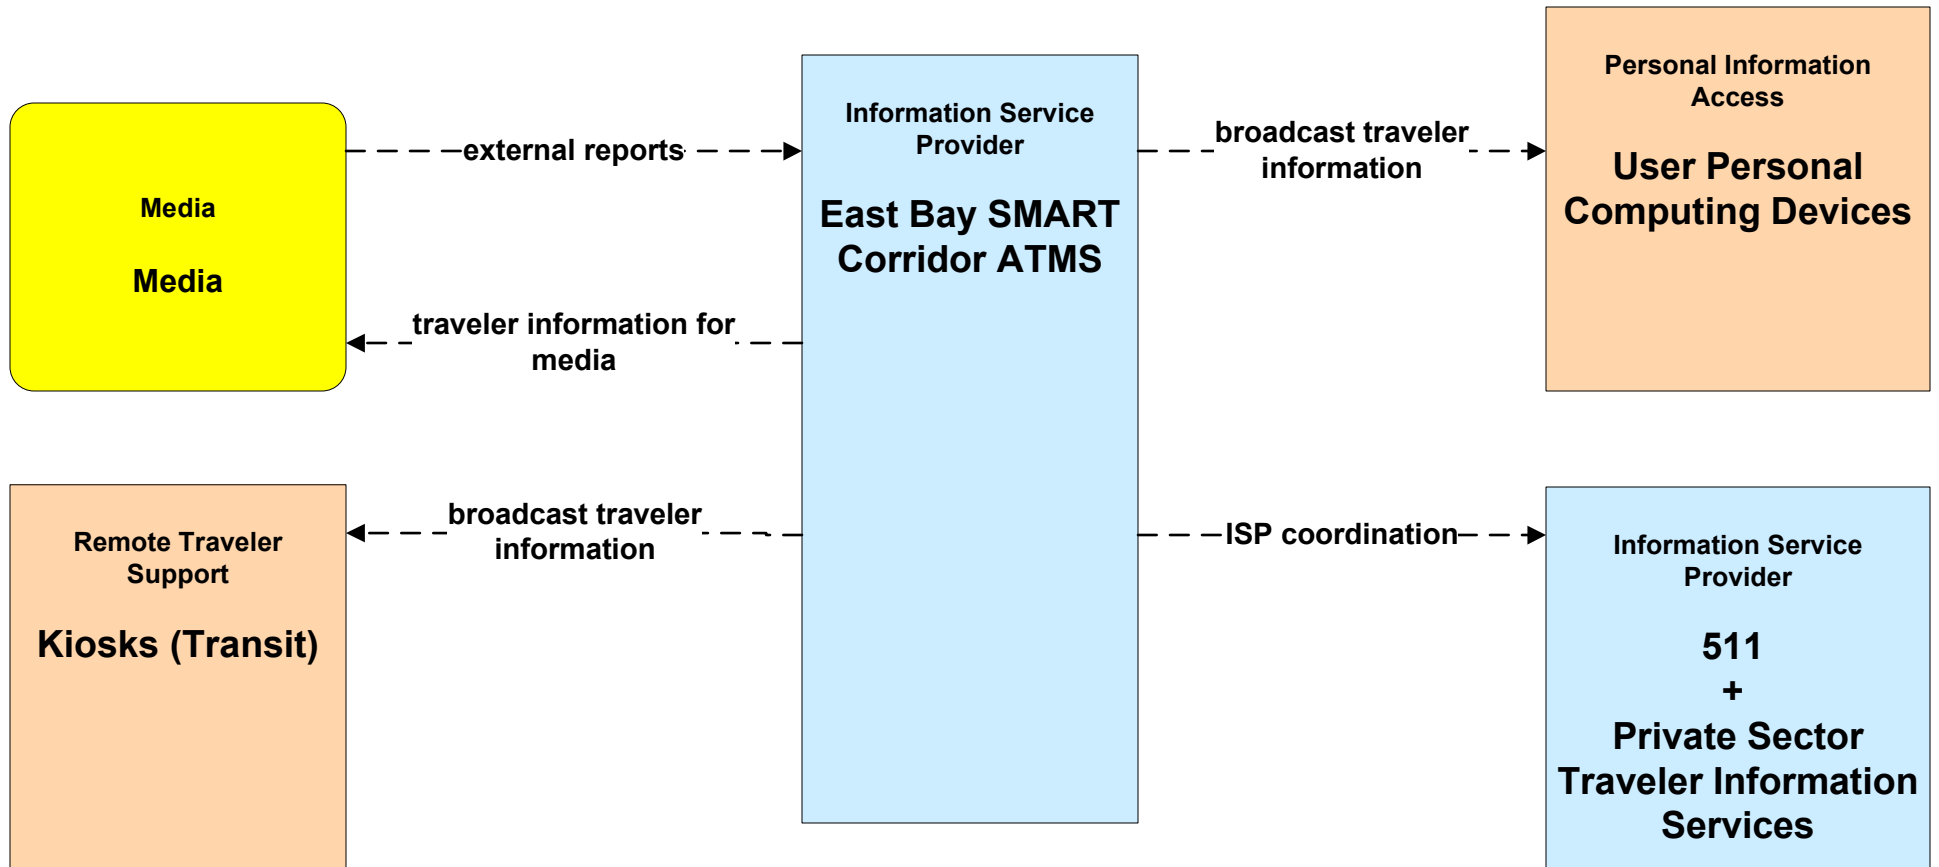 Media
Media
external reports
traveler information for
media
Remote Traveler
Support
Kiosks (Transit)
broadcast traveler
information
Information Service
Provider
East Bay SMART
Corridor ATMS
broadcast traveler
information
Personal Information
Access
User Personal
Computing Devices
ISP coordination
Information Service
Provider
511
+
Private Sector
Traveler Information
Services